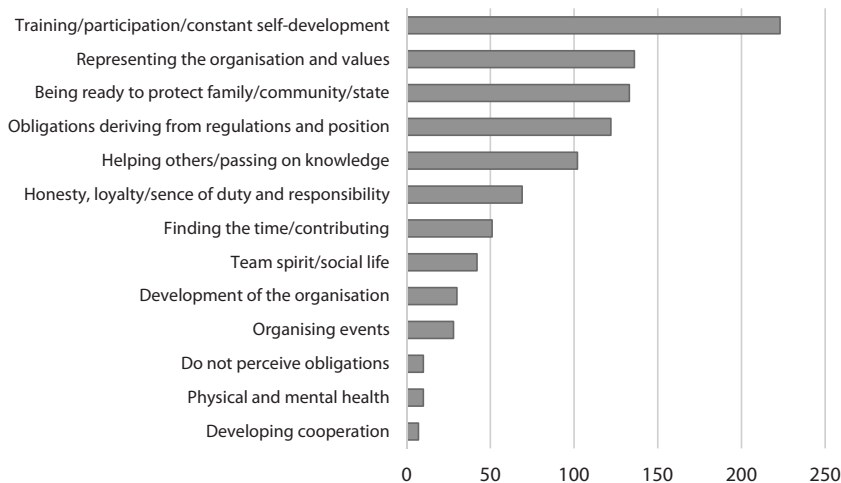 Training/participation/constant self-development
Representing the organisation and values
Being ready to protect family/community/state
Obligations deriving from regulations and position
Helping others/passing on knowledge
Honesty, loyalty/sence of duty and responsibility
Finding the time/contributing
Team spirit/social life
Development of the organisation
Organising events
Do not perceive obligations
Physical and mental health
Developing cooperation
0 50 100 150 200 250